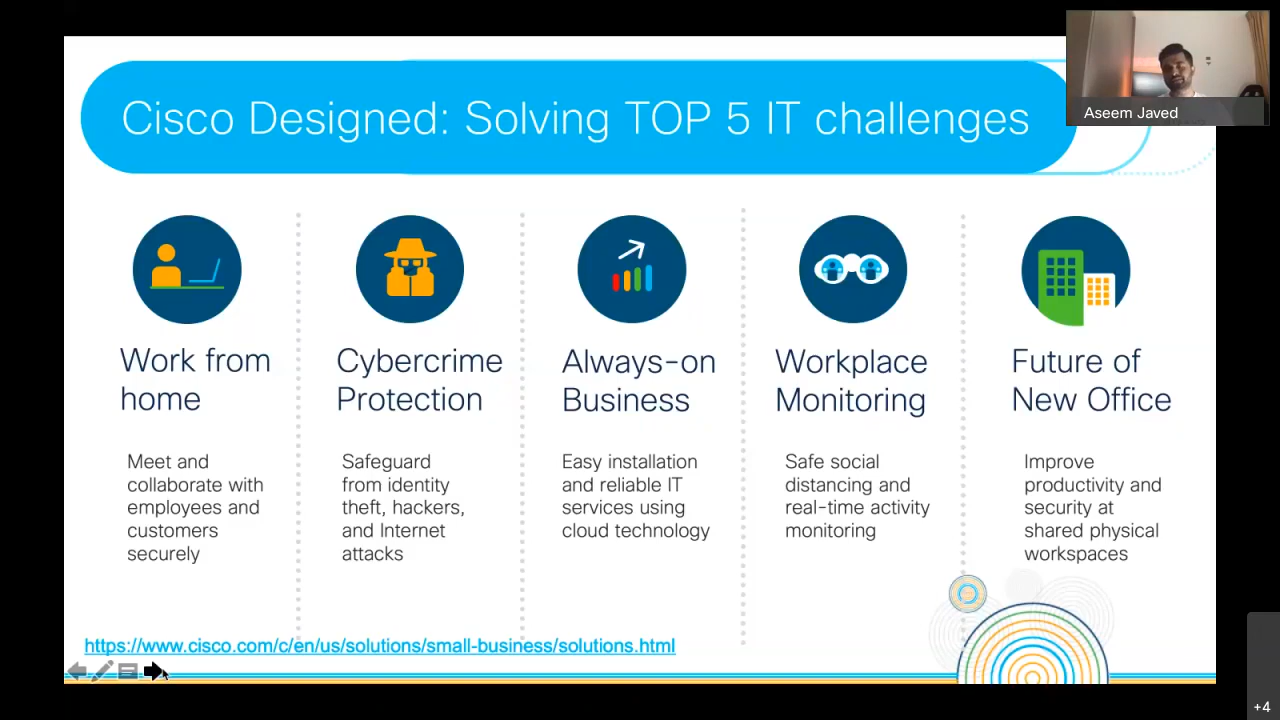 Cisco Designed: Solving TOP 5 IT challenges
Aseem Javed
Work from
home
Meet and
collaborate with
employees and
customers
securely
Cybercrime
Protection
Safeguard
from identity
theft, hackers,
and Internet
attacks
Always-on
Business
Easy installation
and reliable IT
services using
cloud technology
Workplace
Monitoring
Safe social
distancing and
real-time activity
monitoring
Future of
New Office
Improve
productivity and
security at
shared physical
workspaces
https://www.cisco.com/c/en/us/solutions/small-business/solutions.html
+4